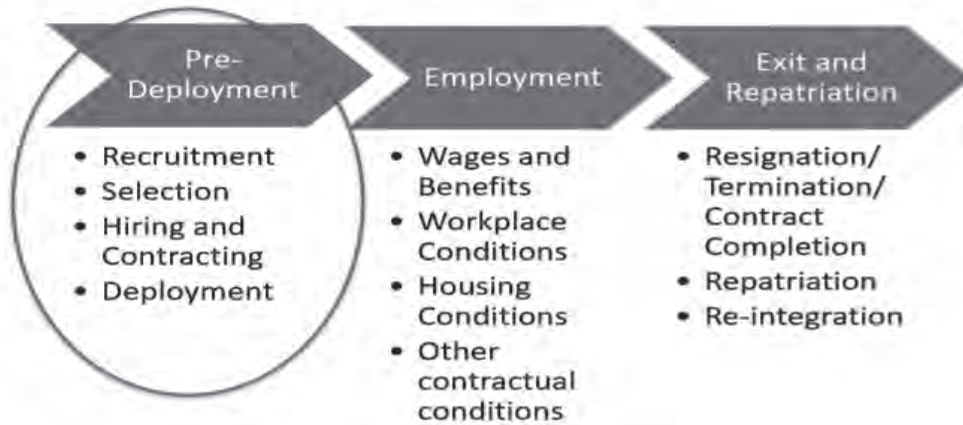 Pre-
Deployment
• Recruitment
• Selection
• Hiring and
Contracting
• Deployment
Employment
• Wages and
Benefits
• Workplace
Conditions
• Housing
Conditions
• Other
contractual
conditions
Exit and
Repatriation
• Resignation/
Termination/
Contract
Completion
• Repatriation
• Re-integration